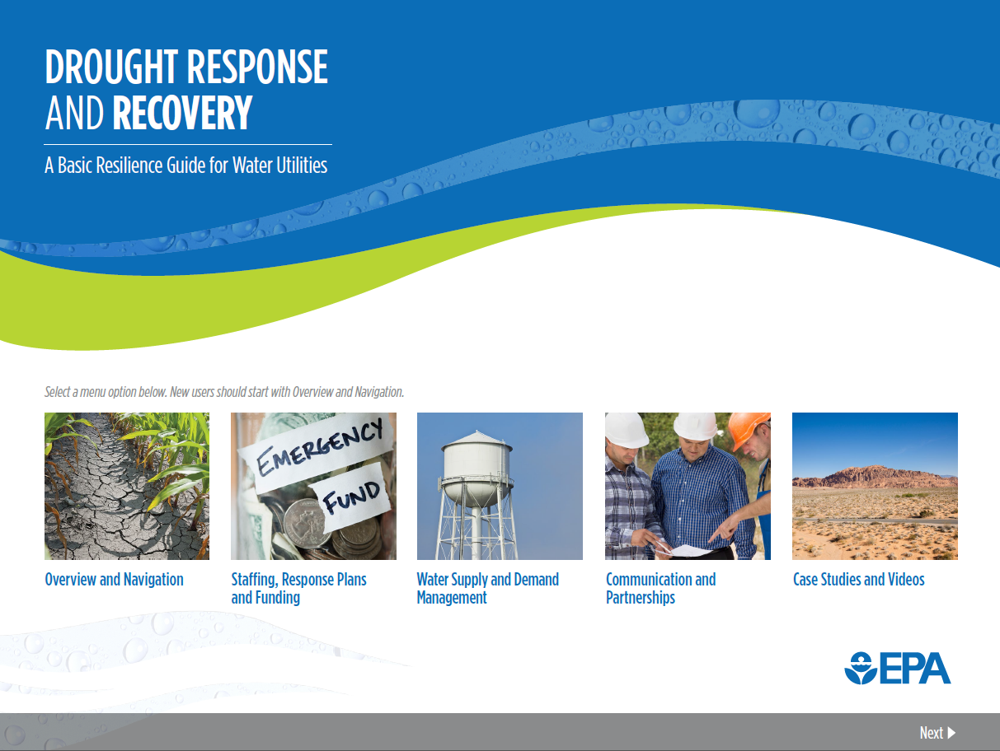 DROUGHT RESPONSE
AND RECOVERY
A Basic Resilience Guide for Water Utilities
Select a menu option below. New users should start with Overview and Navigation.
EMERGENCY
FUND
Overview and Navigation
Staffing, Response Plans
and Funding
Water Supply and Demand
Management
Communication and
Partnerships
Case Studies and Videos
EPA
Next